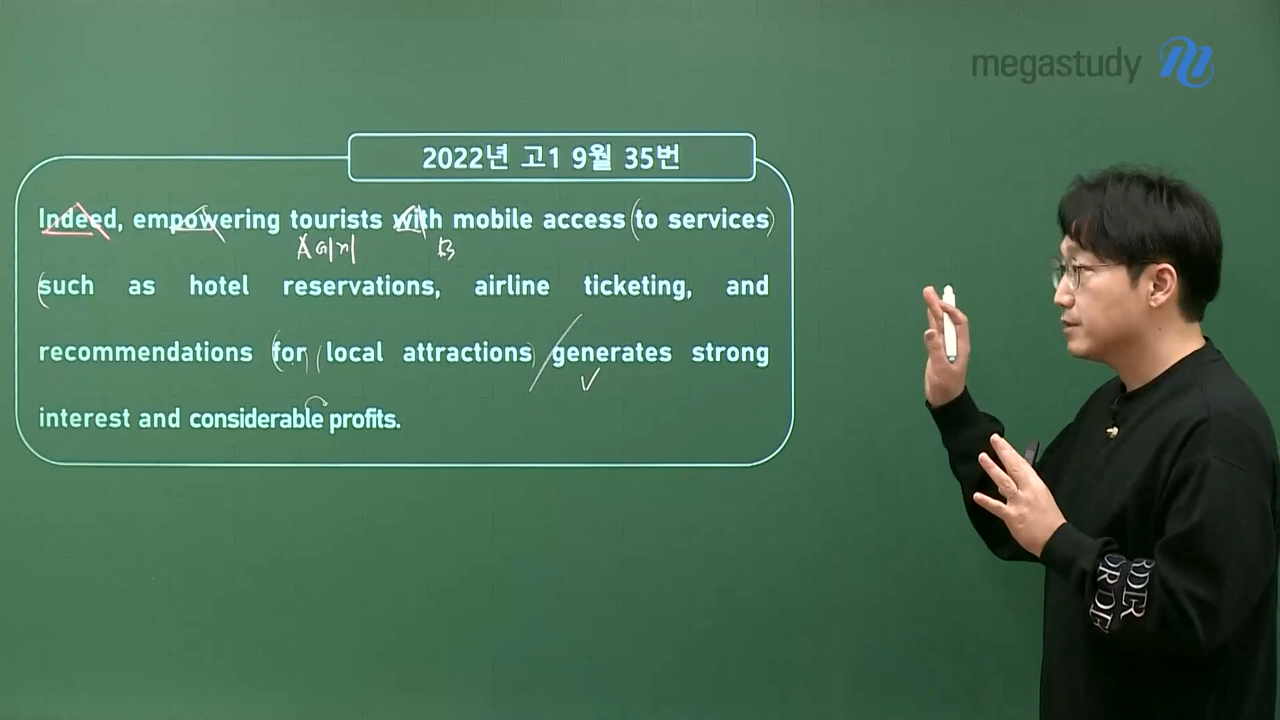 megastudy
2022년 고1 9월 35번
Indeed, empowering tourists with mobile access to services
A에게 B
such as hotel reservations, airline ticketing, and
recommendations for local attractions generates strong
V
interest and considerable profits.